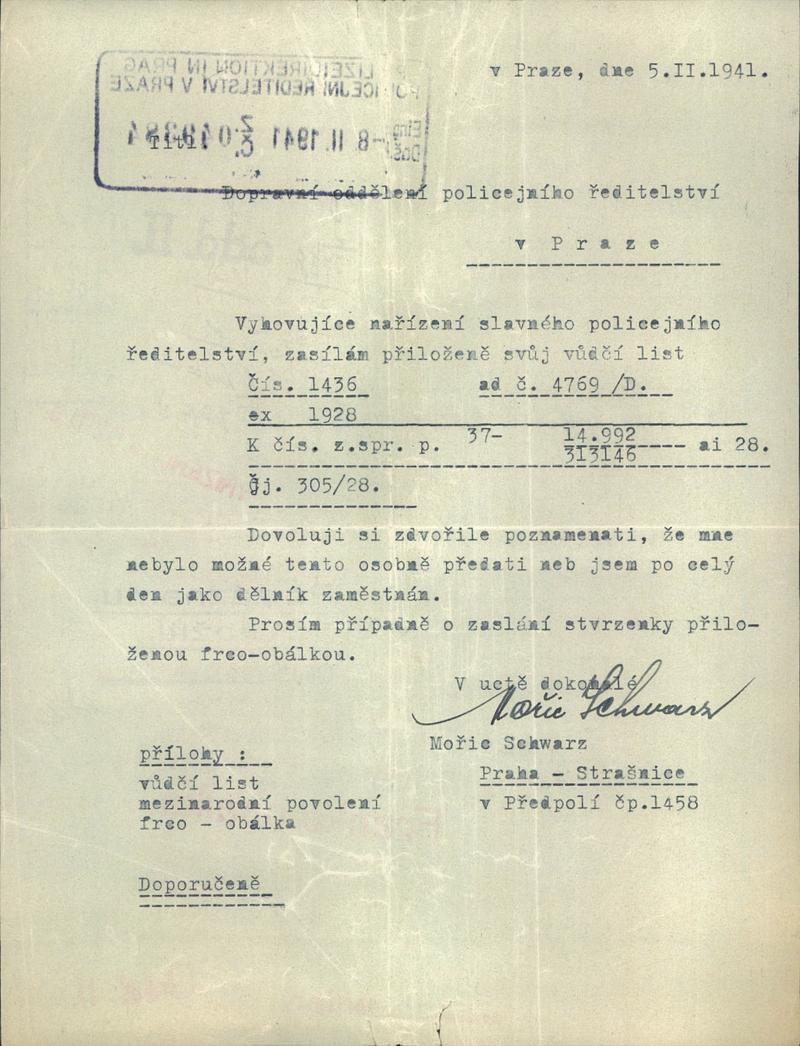 v Praze, dne 5.II.1941.
POLIZEIDIREKTION IN PRAG
POLICEJNÍ ŘEDITELSTVÍ V PRAZE
-8 II. 1941
Dopravní oddělení policejního ředitelství
v Praze
Vyhovujíce nařízení slavného policejního
ředitelství, zasílám přiloženě svůj vůdčí list
Čís. 1436 ad č. 4769 /D.
ex 1928
K čís. z.spr. p. 37- 14.992
313146 ai 28.
čj. 305/28.
Dovoluji si zdvořile poznamenati, že mne
nebylo možné tento osobně předati neb jsem po celý
den jako dělník zaměstnán.
Prosím případně o zaslání stvrzenky přilo-
ženou frco-obálkou.
V uctě dokonalé
Mořic Schwarz
Mořic Schwarz
Praha - Strašnice
v Předpolí čp.1458
přílohy :
vůdčí list
mezinarodní povolení
frco - obálka
Doporučeně